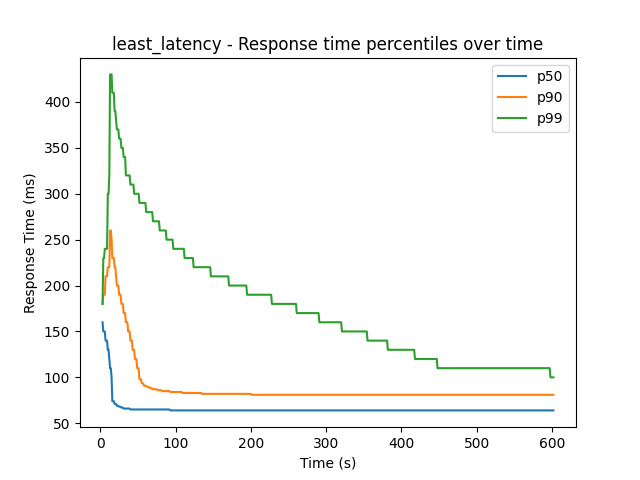 least_latency - Response time percentiles over time
p50
p90
p99
Response Time (ms)
400
350
300
250
200
150
100
50
0 100 200 300 400 500 600
Time (s)